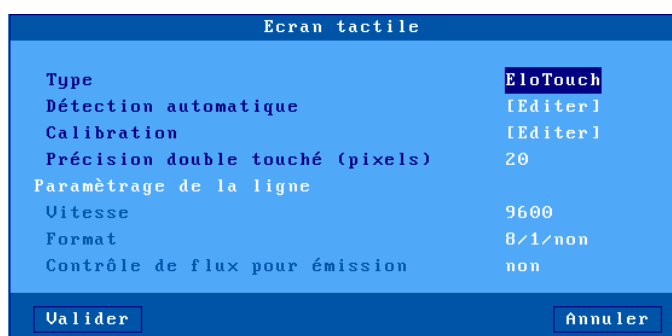 Ecran tactile
Type EloTouch
Détection automatique [Editer]
Calibration [Editer]
Précision double touché (pixels) 20
Paramètrage de la ligne
Vitesse 9600
Format 8/1/non
Contrôle de flux pour émission non
Valider Annuler